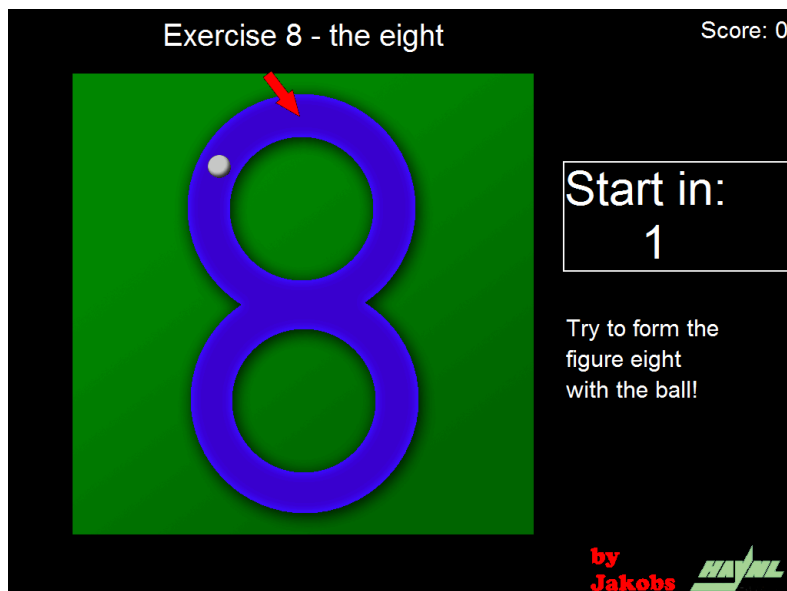 Exercise 8 - the eight
Score: 0
Start in:
1
Try to form the
figure eight
with the ball!
by
Jakobs
HAYNL